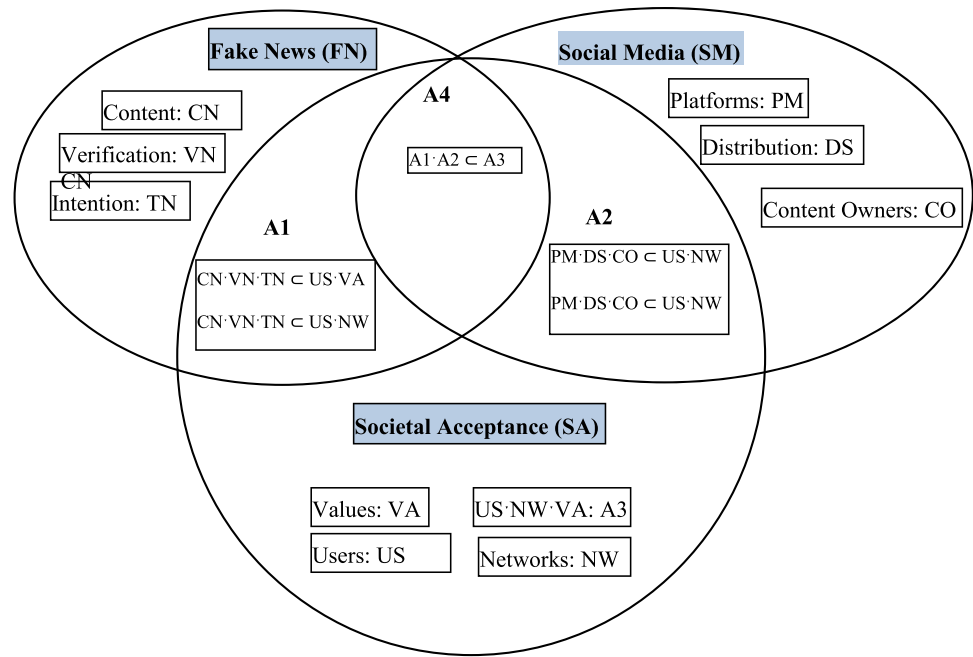 Fake News (FN)
Social Media (SM)
A4
Content: CN
Platforms: PM
Verification: VN
CN
Distribution: DS
A1·A2 ⊂ A3
Intention: TN
Content Owners: CO
A1
A2
CN·VN·TN ⊂ US·VA
CN·VN·TN ⊂ US·NW
PM·DS·CO ⊂ US·NW
PM·DS·CO ⊂ US·NW
Societal Acceptance (SA)
Values: VA
US·NW·VA: A3
Users: US
Networks: NW